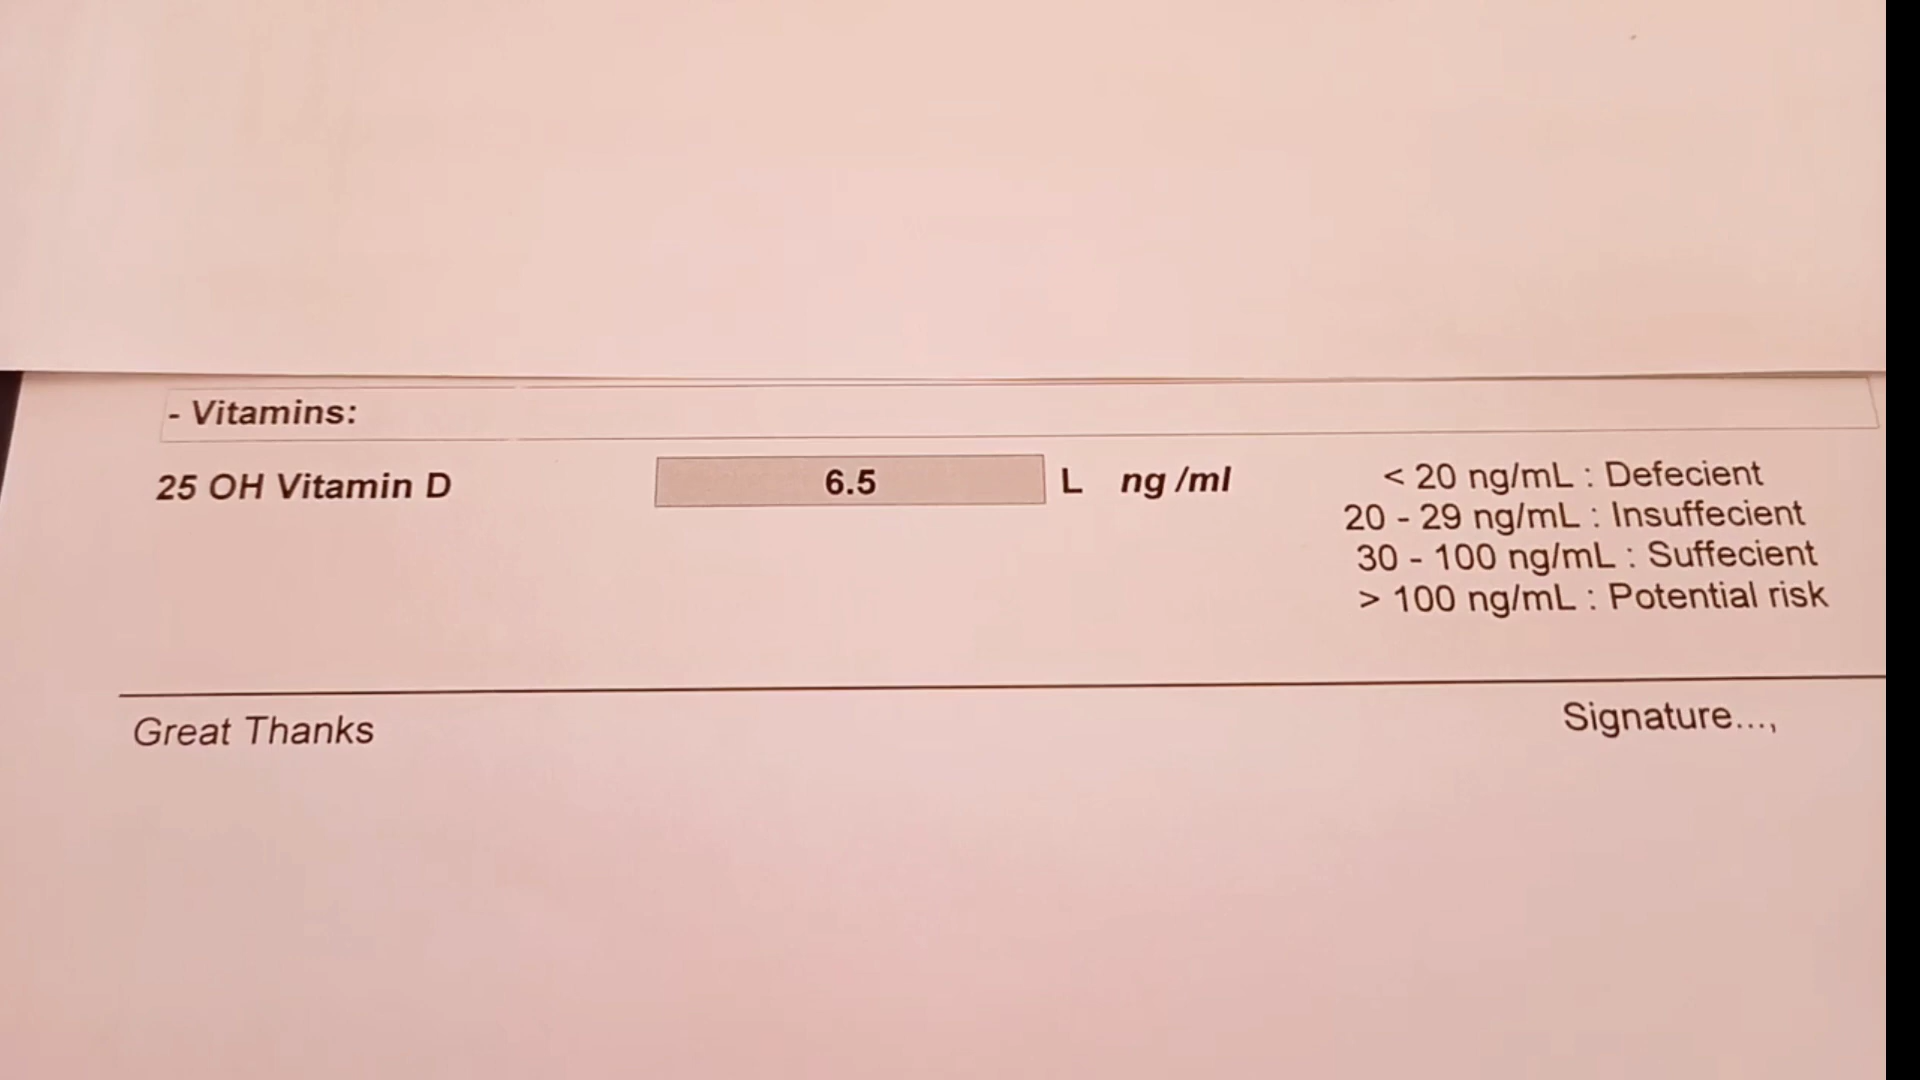 - Vitamins:
25 OH Vitamin D 6.5 L ng /ml < 20 ng/mL : Defecient
20 - 29 ng/mL : Insuffecient
30 - 100 ng/mL : Suffecient
> 100 ng/mL : Potential risk
Great Thanks Signature...,